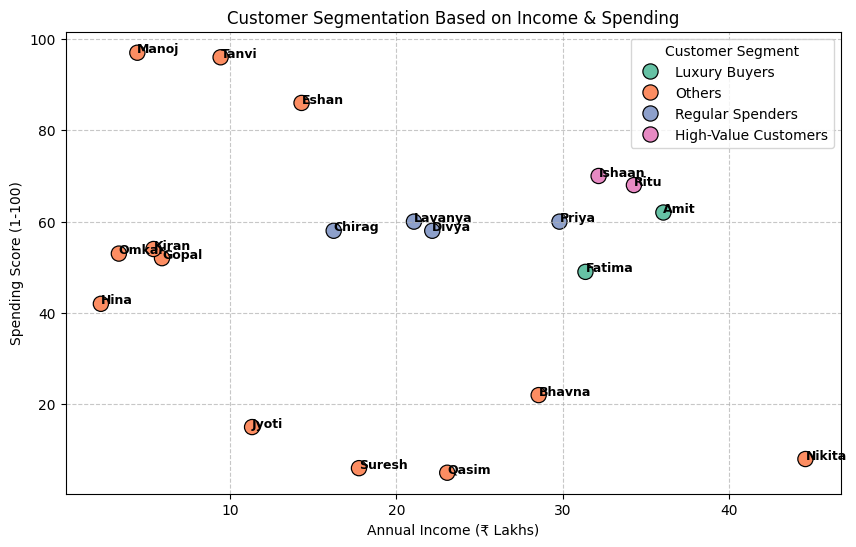 Customer Segmentation Based on Income & Spending
Spending Score (1-100)
100
80
60
40
20
Customer Segment
Luxury Buyers
Others
Regular Spenders
High-Value Customers
Manoj
Tanvi
Eshan
Ishaan
Ritu
Amit
Chirag
Lavanya
Divya
Priya
Omkar
Kiran
Gopal
Fatima
Hina
Bhavna
Jyoti
Suresh
Qasim
Nikita
10
20
30
40
Annual Income (₹ Lakhs)